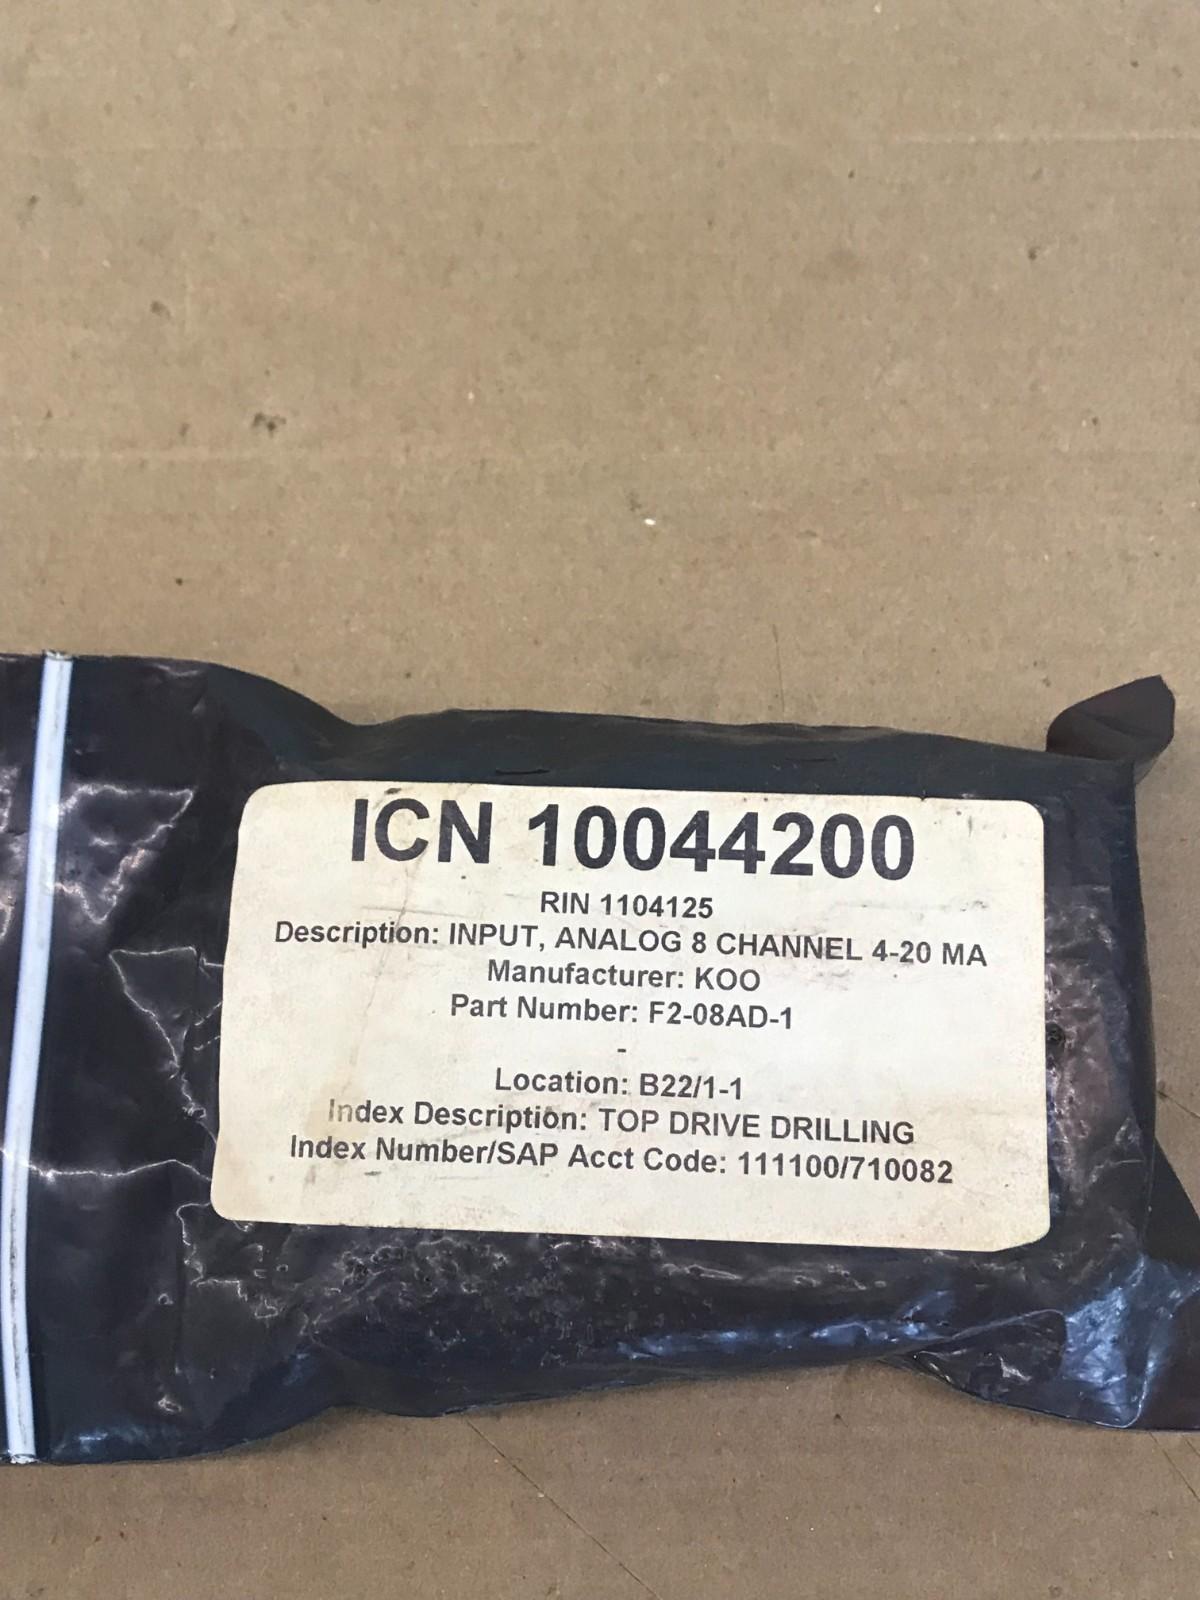 ICN 10044200
RIN 1104125
Description: INPUT, ANALOG 8 CHANNEL 4-20 MA
Manufacturer: KOO
Part Number: F2-08AD-1
-
Location: B22/1-1
Index Description: TOP DRIVE DRILLING
Index Number/SAP Acct Code: 111100/710082